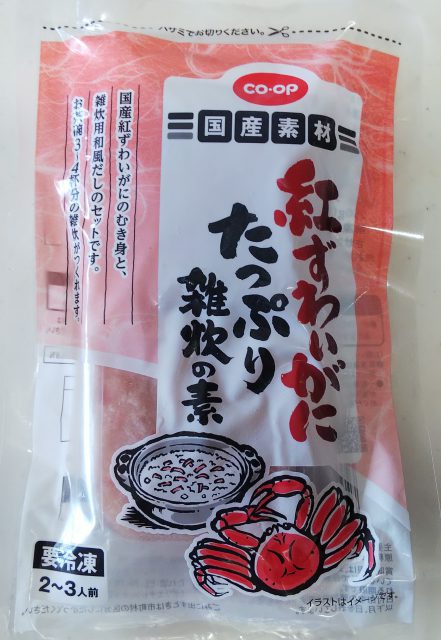 ハサミでお切りください。
CO·OP
国産素材
紅ずわいがに
たっぷり
雑炊の素
国産紅ずわいがにのむき身と、
雑炊用和風だしのセットです。
お茶碗3~4杯分の雑炊がつくれます。
要冷凍
2~3人前
イラストはイメージです。